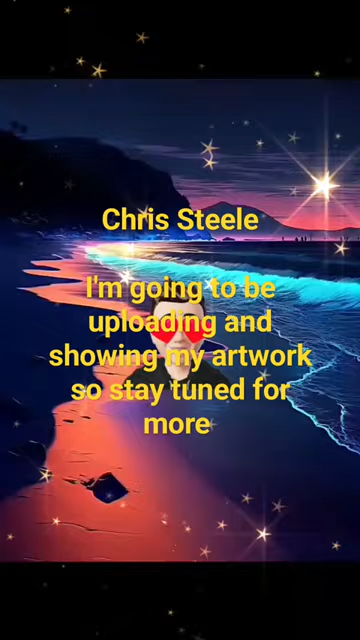 Chris Steele
I'm going to be
uploading and
showing my artwork
so stay tuned for
more